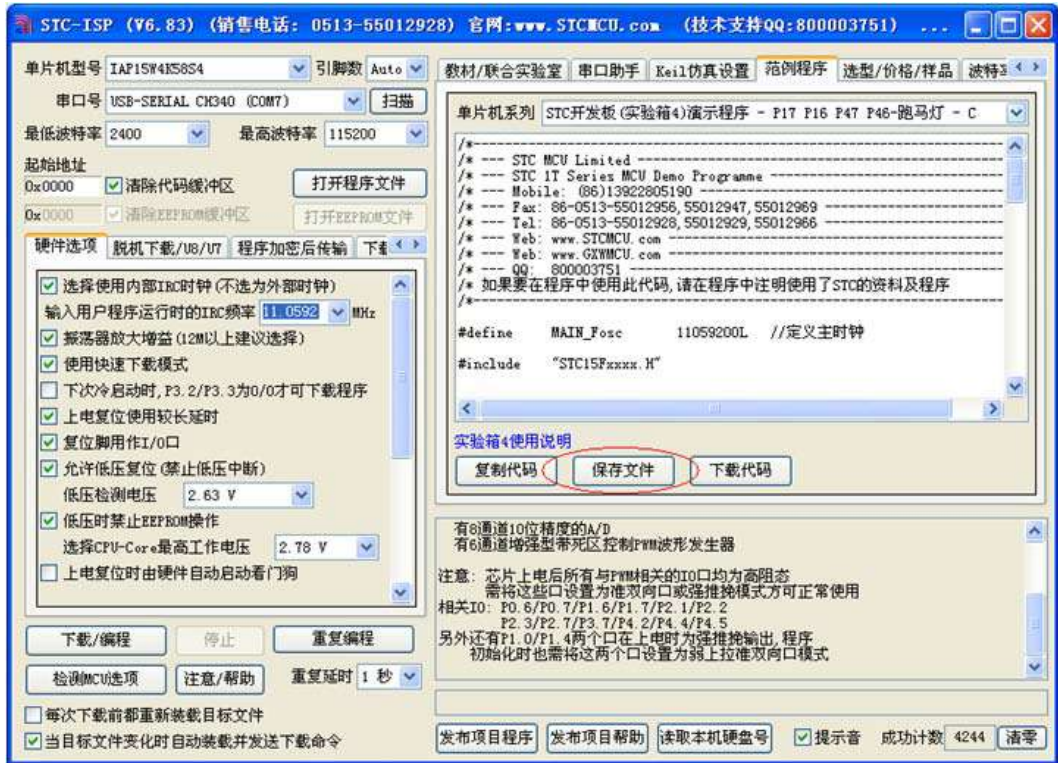 STC-ISP (V6.83) (销售电话: 0513-55012928) 官网:www.STCMCU.com (技术支持QQ:800003751) ...
单片机型号 IAP15W4K58S4 引脚数 Auto
串口号 USB-SERIAL CH340 (COM7) 扫描
最低波特率 2400 最高波特率 115200
起始地址
0x0000 清除代码缓冲区 打开程序文件
0x0000 清除EEPROM缓冲区 打开EEPROM文件
硬件选项 脱机下载/U8/U7 程序加密后传输 下载
选择使用内部IRC时钟(不选为外部时钟)
输入用户程序运行时的IRC频率 11.0592 MHz
振荡器放大增益(12M以上建议选择)
使用快速下载模式
下次冷启动时,P3.2/P3.3为0/0才可下载程序
上电复位使用较长延时
复位脚用作I/O口
允许低压复位(禁止低压中断)
低压检测电压 2.63 V
低压时禁止EEPROM操作
选择CPU-Core最高工作电压 2.78 V
上电复位时由硬件自动启动看门狗
下载/编程 停止 重复编程
检测MCU选项 注意/帮助 重复延时 1 秒
每次下载前都重新装载目标文件
当目标文件变化时自动装载并发送下载命令
教材/联合实验室 串口助手 Keil仿真设置 范例程序 选型/价格/样品 波特率
单片机系列 STC开发板(实验箱4)演示程序 - P17 P16 P47 P46-跑马灯 - C
/*---------------------------------------------------------------------
/* --- STC MCU Limited ------------------------------------------------
/* --- STC 1T Series MCU Demo Programme -------------------------------
/* --- Mobile: (86)13922805190 ----------------------------------------
/* --- Fax: 86-0513-55012956,55012947,55012969 ------------------------
/* --- Tel: 86-0513-55012928,55012929,55012966 ------------------------
/* --- Web: www.STCMCU.com --------------------------------------------
/* --- Web: www.GXWMCU.com --------------------------------------------
/* --- QQ: 800003751 --------------------------------------------------
/* 如果要在程序中使用此代码,请在程序中注明使用了STC的资料及程序
/*---------------------------------------------------------------------
#define MAIN_Fosc 11059200L //定义主时钟
#include "STC15Fxxxx.H"
实验箱4使用说明
复制代码 保存文件 下载代码
有8通道10位精度的A/D
有6通道增强型带死区控制PWM波形发生器
注意: 芯片上电后所有与PWM相关的IO口均为高阻态
需将这些口设置为准双向口或强推挽模式方可正常使用
相关IO: P0.6/P0.7/P1.6/P1.7/P2.1/P2.2
P2.3/P2.7/P3.7/P4.2/P4.4/P4.5
另外还有P1.0/P1.4两个口在上电时为强推挽输出,程序
初始化时也需将这两个口设置为弱上拉准双向口模式
发布项目程序 发布项目帮助 读取本机硬盘号 提示音 成功计数 4244 清零